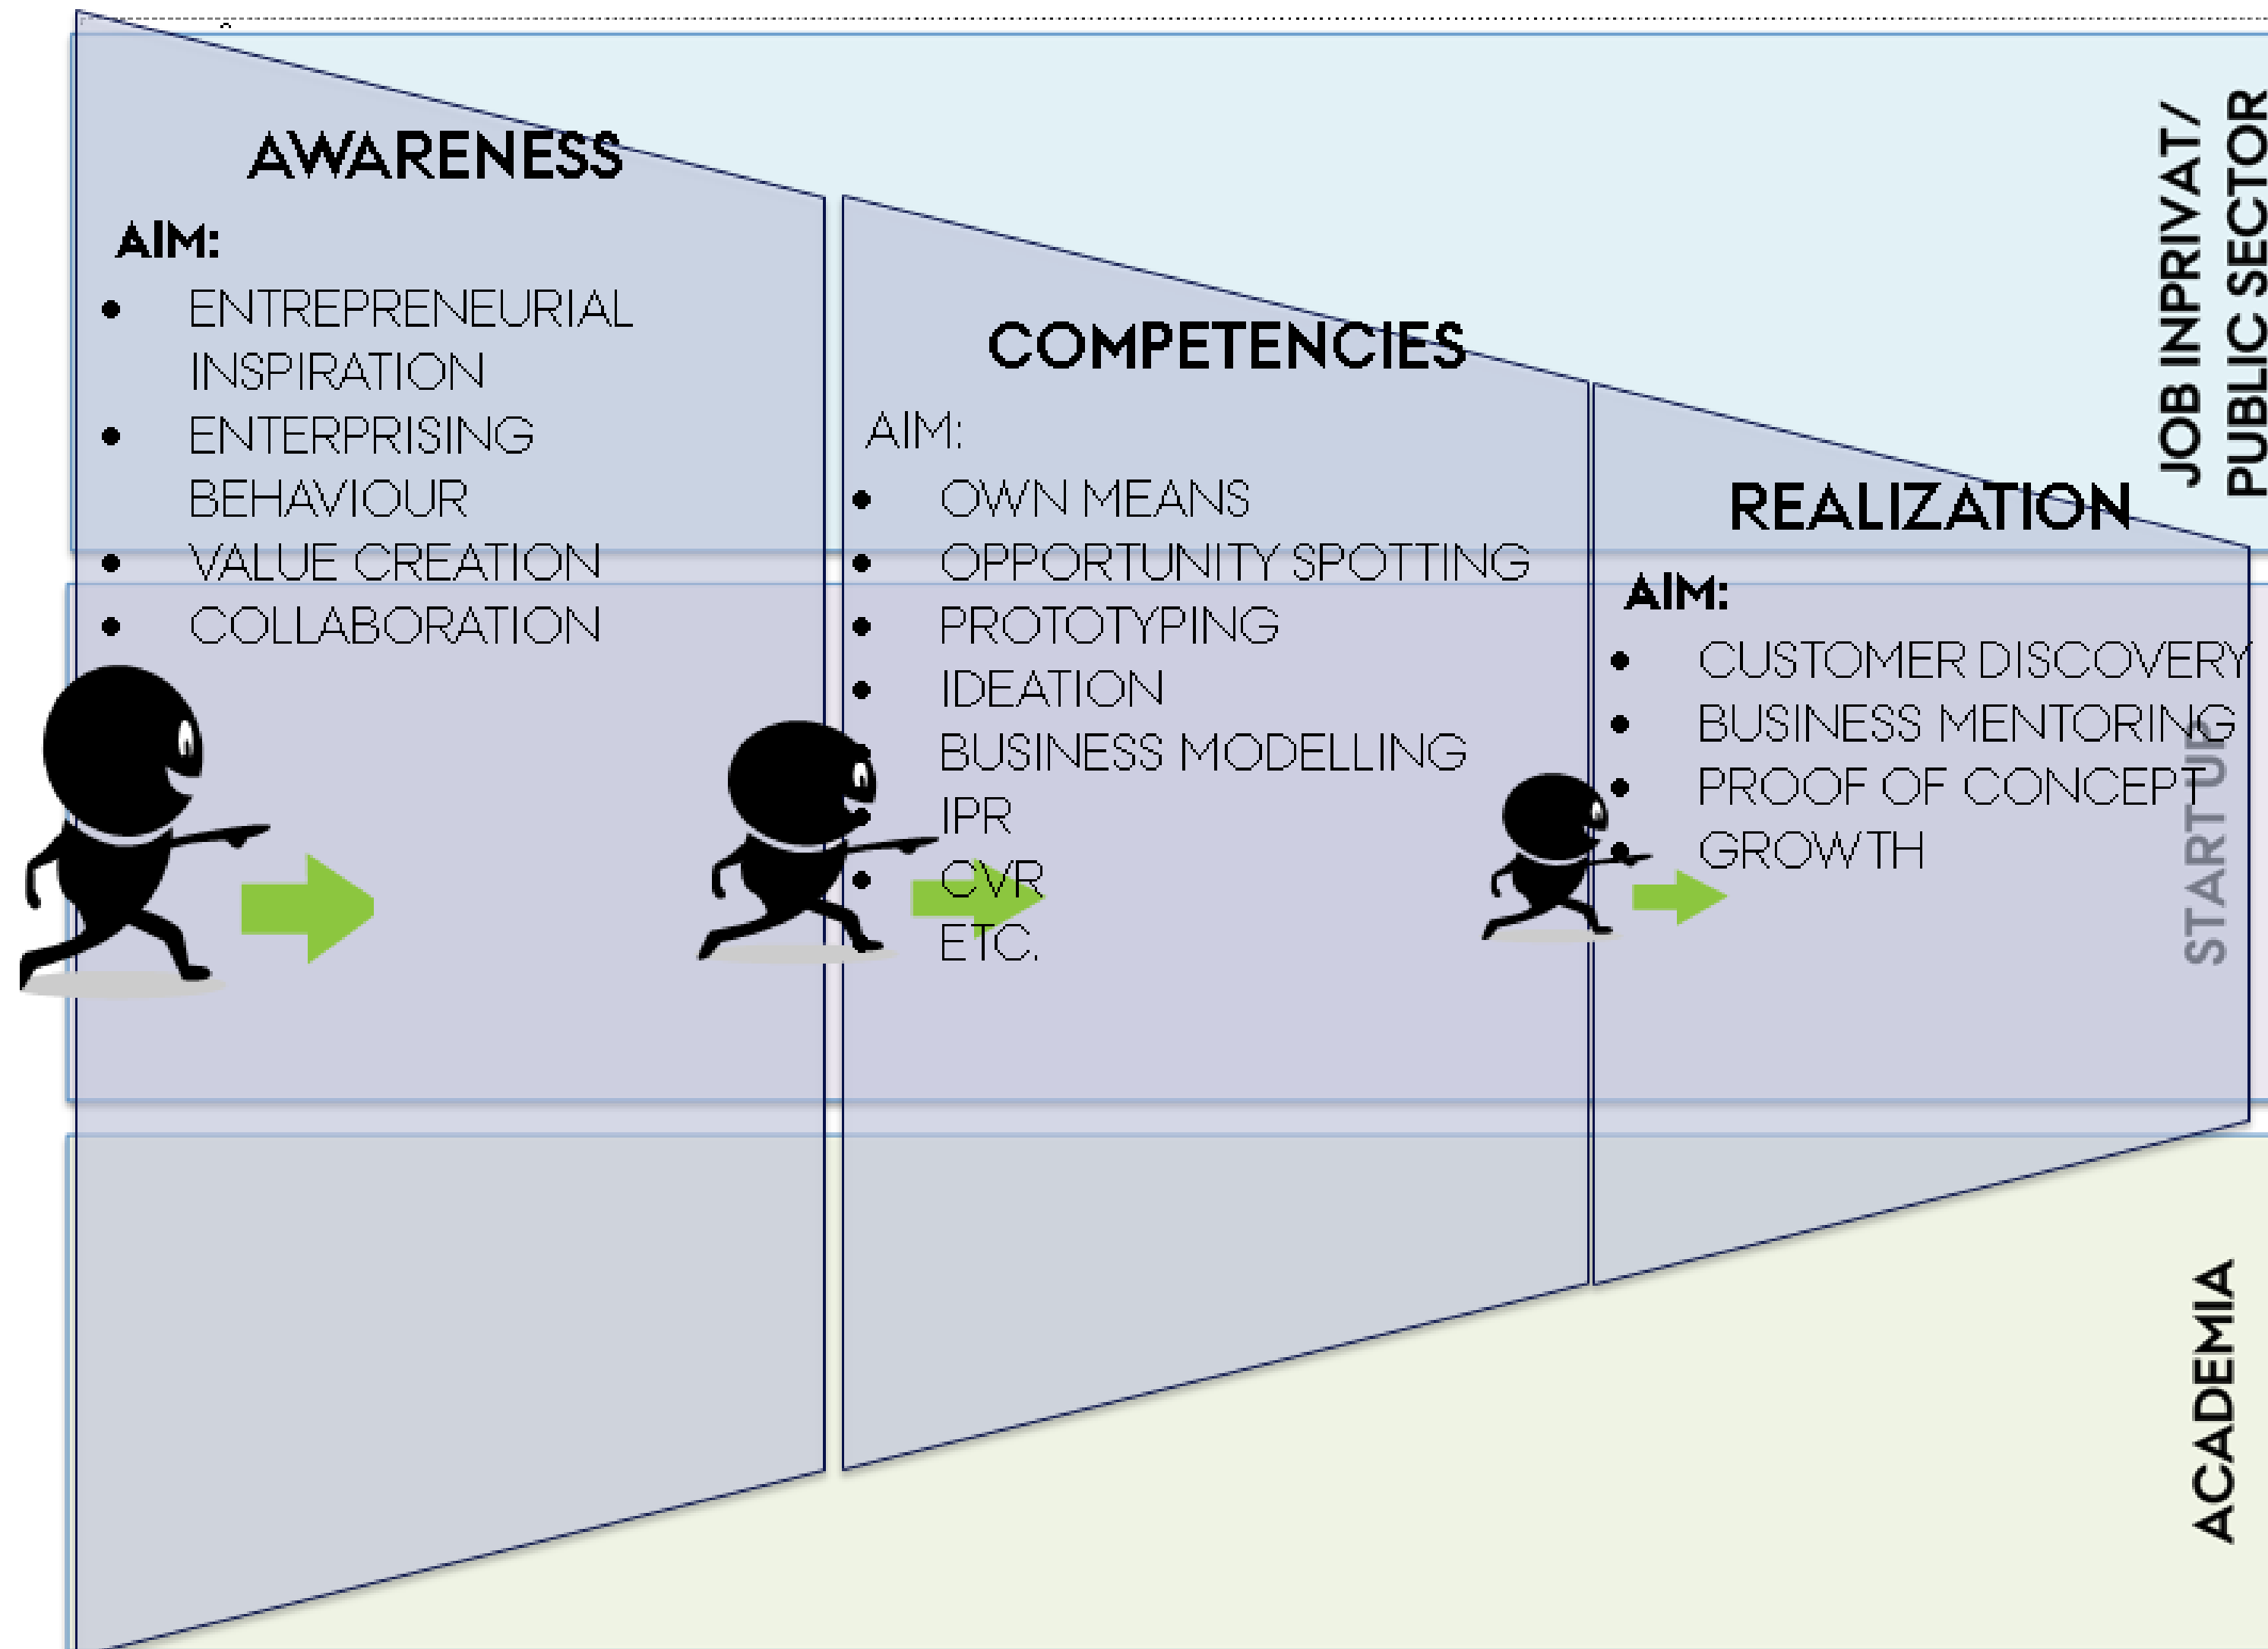 AWARENESS
AIM:
• ENTREPRENEURIAL
INSPIRATION
• ENTERPRISING
BEHAVIOUR
• VALUE CREATION
• COLLABORATION
COMPETENCIES
AIM:
• OWN MEANS
• OPPORTUNITY SPOTTING
• PROTOTYPING
• IDEATION
• BUSINESS MODELLING
• IPR
• CVR
ETC.
REALIZATION
AIM:
• CUSTOMER DISCOVERY
• BUSINESS MENTORING
• PROOF OF CONCEPT
• GROWTH
JOB INPRIVAT/
PUBLIC SECTOR
START UP
ACADEMIA